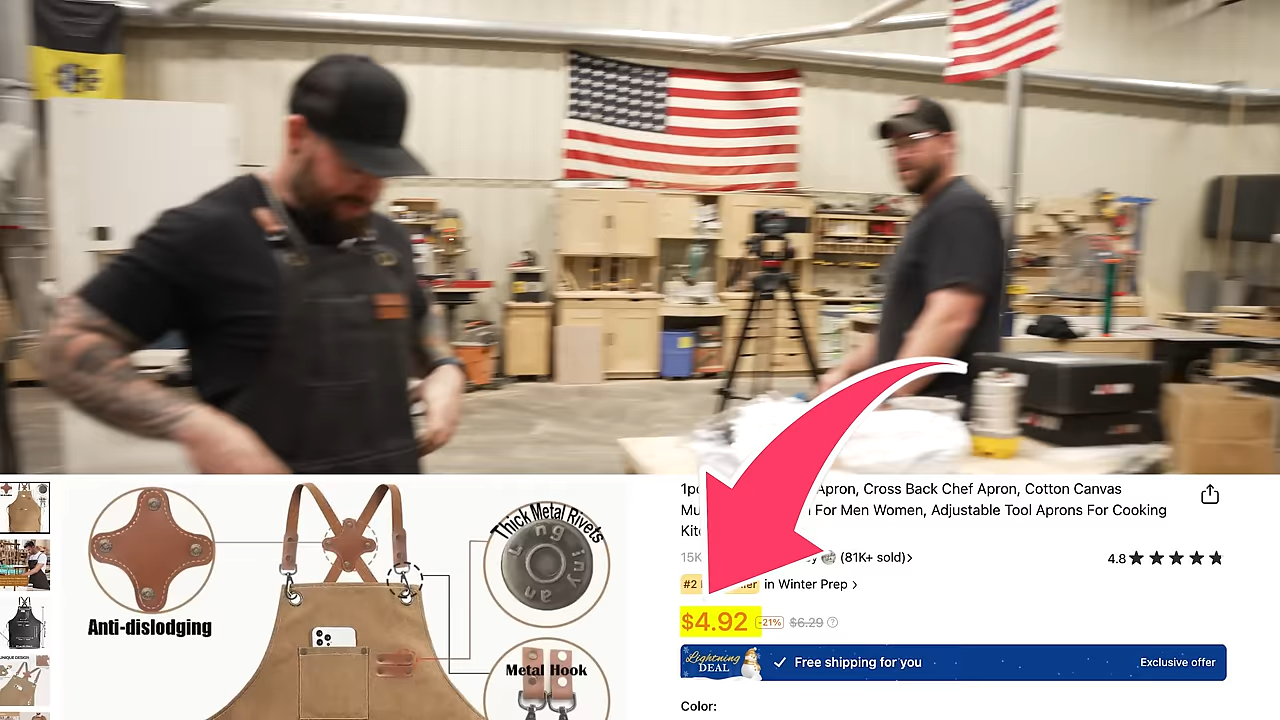 Anti-dislodging
Thick Metal Rivets
Metal Hook
Apron, Cross Back Chef Apron, Cotton Canvas
For Men Women, Adjustable Tool Aprons For Cooking
(81K+ sold)>
4.8
#2
in Winter Prep >
$4.92 -21% $6.29
Lightning
DEAL
Free shipping for you
Exclusive offer
Color: